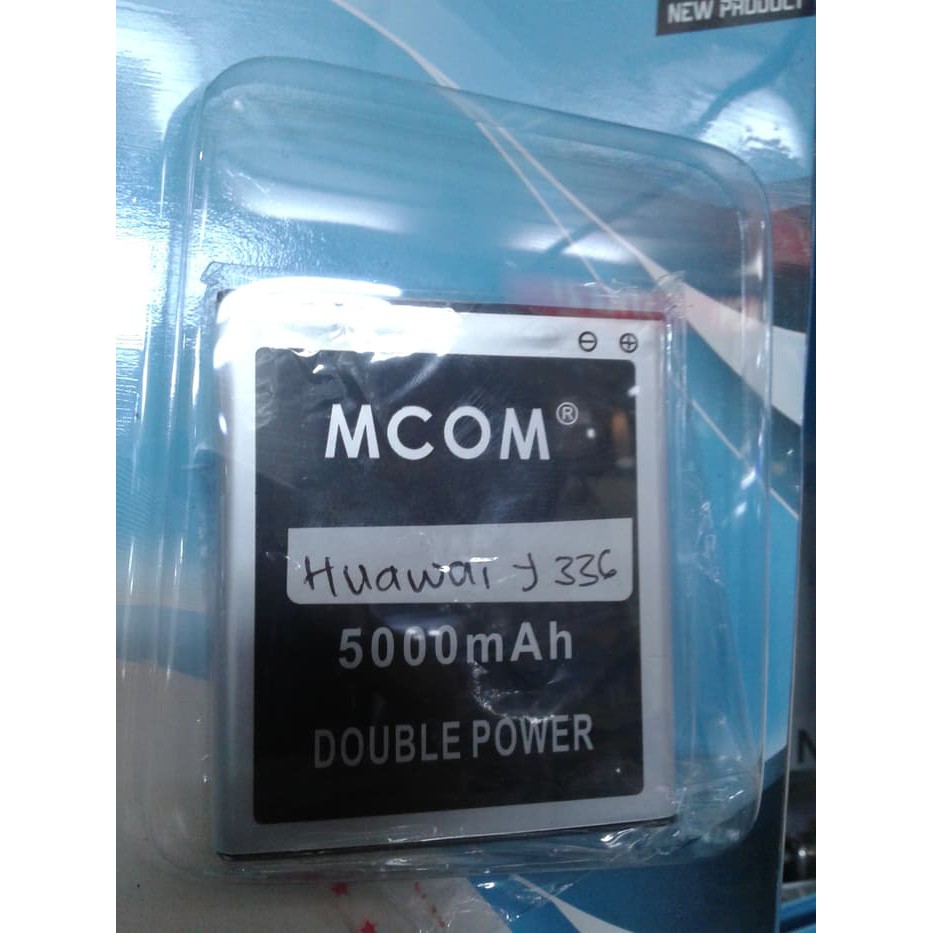 NEW PRODUCT
⊖ ⊕
MCOM®
Huawai y 336
5000mAh
DOUBLE POWER
N